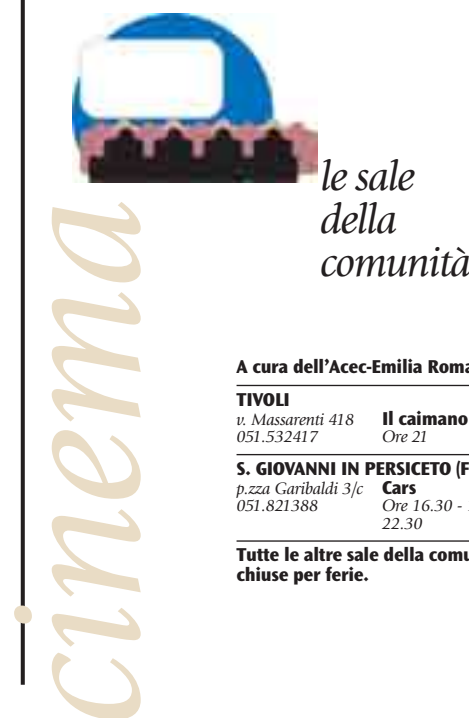 cinema
le sale
della
comunità
A cura dell'Acec-Emilia Roma
TIVOLI
v. Massarenti 418 Il caimano
051.532417 Ore 21
S. GIOVANNI IN PERSICETO (F
p.zza Garibaldi 3/c Cars
051.821388 Ore 16.30 -
22.30
Tutte le altre sale della comu
chiuse per ferie.